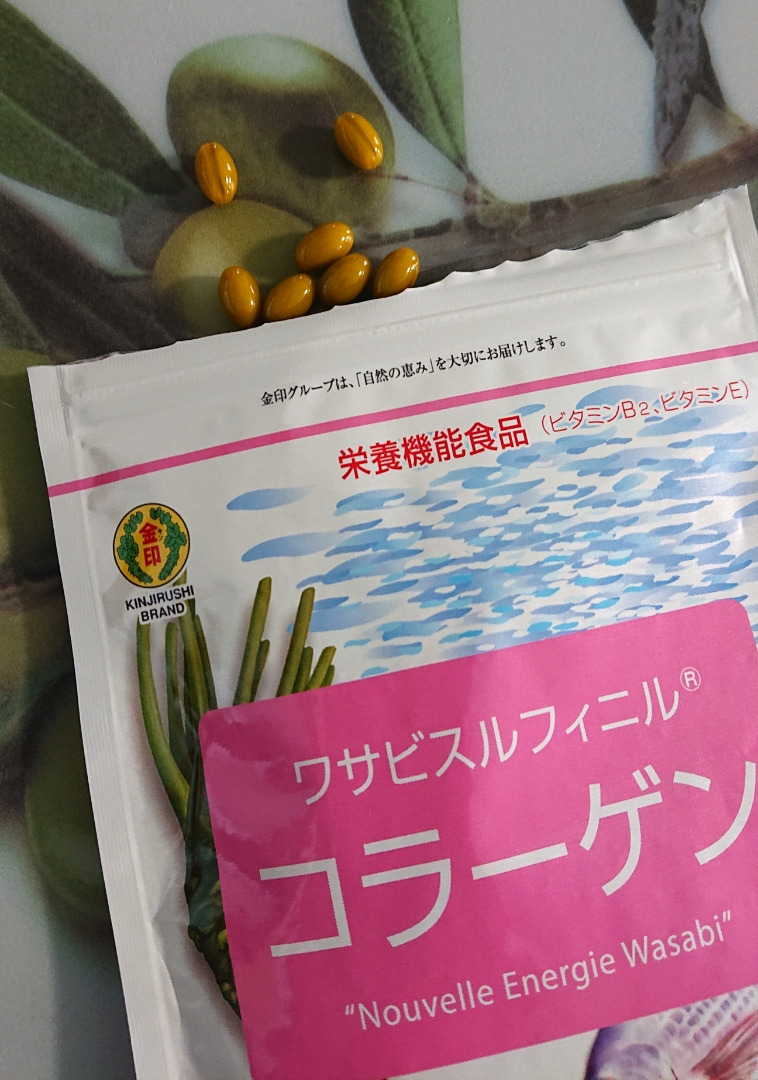 金印グループは、「自然の恵み」を大切にお届けします。
栄養機能食品（ビタミンB2、ビタミンE）
金印
KINJIRUSHI
BRAND
ワサビスルフィニル®
コラーゲン
“Nouvelle Energie Wasabi”